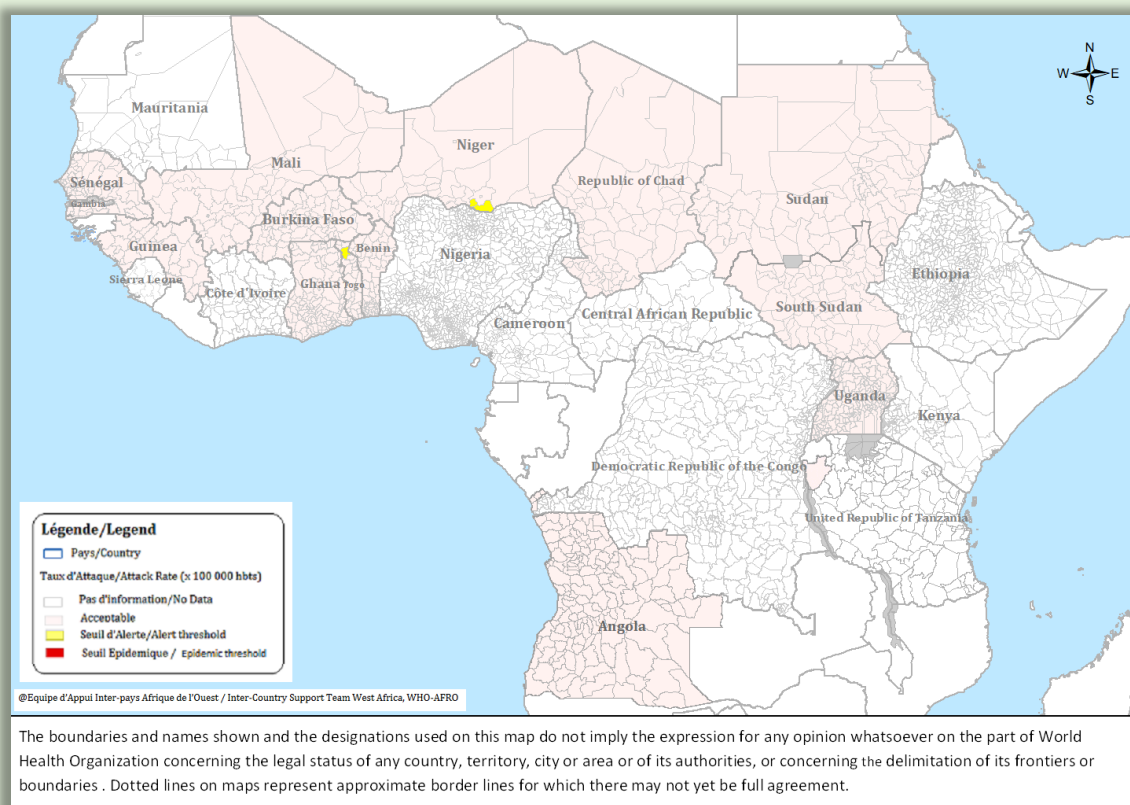 N
W E
S
Mauritania
Mali
Niger
Republic of Chad
Sénégal
Gambia
Sudan
Burkina Faso
Guinea
Benin
Nigeria
Ethiopia
Sierra Leone
Côte d'Ivoire
Ghana
Togo
South Sudan
Central African Republic
Cameroon
Uganda
Kenya
Democratic Republic of the Congo
United Republic of Tanzania
Angola
Légende/Legend
Pays/Country
Taux d'Attaque/Attack Rate (x 100 000 hbts)
Pas d'information/No Data
Acceptable
Seuil d'Alerte/Alert threshold
Seuil Epidemique / Epidemic threshold
@Equipe d'Appui Inter-pays Afrique de l'Ouest / Inter-Country Support Team West Africa, WHO-AFRO
The boundaries and names shown and the designations used on this map do not imply the expression for any opinion whatsoever on the part of World
Health Organization concerning the legal status of any country, territory, city or area or of its authorities, or concerning the delimitation of its frontiers or
boundaries . Dotted lines on maps represent approximate border lines for which there may not yet be full agreement.